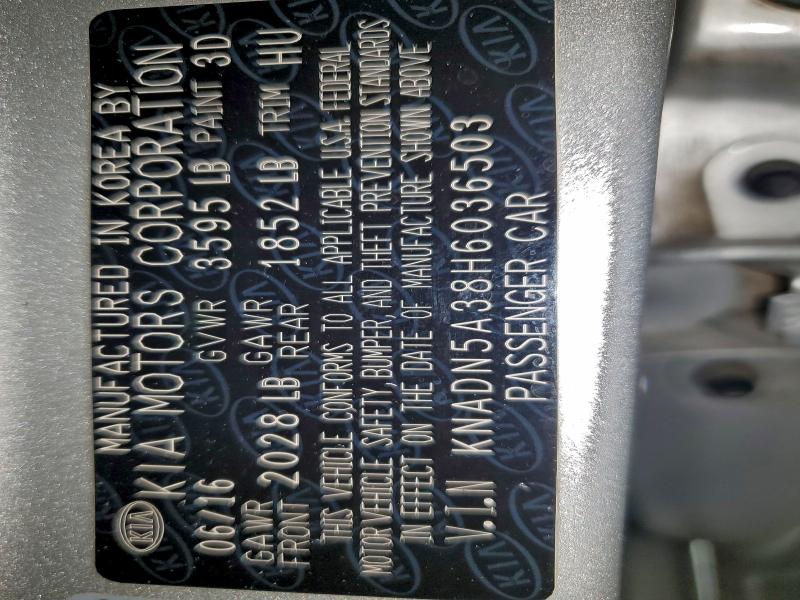 MANUFACTURED IN KOREA BY
KIA KIA MOTORS CORPORATION
06/16 GVWR 3595 LB PAINT 3D
GAWR FRONT 2028 LB GAWR REAR 1852 LB TRIM HU
THIS VEHICLE CONFORMS TO ALL APPLICABLE U.S.A. FEDERAL
MOTOR VEHICLE SAFETY, BUMPER, AND THEFT PREVENTION STANDARDS
IN EFFECT ON THE DATE OF MANUFACTURE SHOWN ABOVE
V.I.N KNADN5A38H6036503
PASSENGER CAR